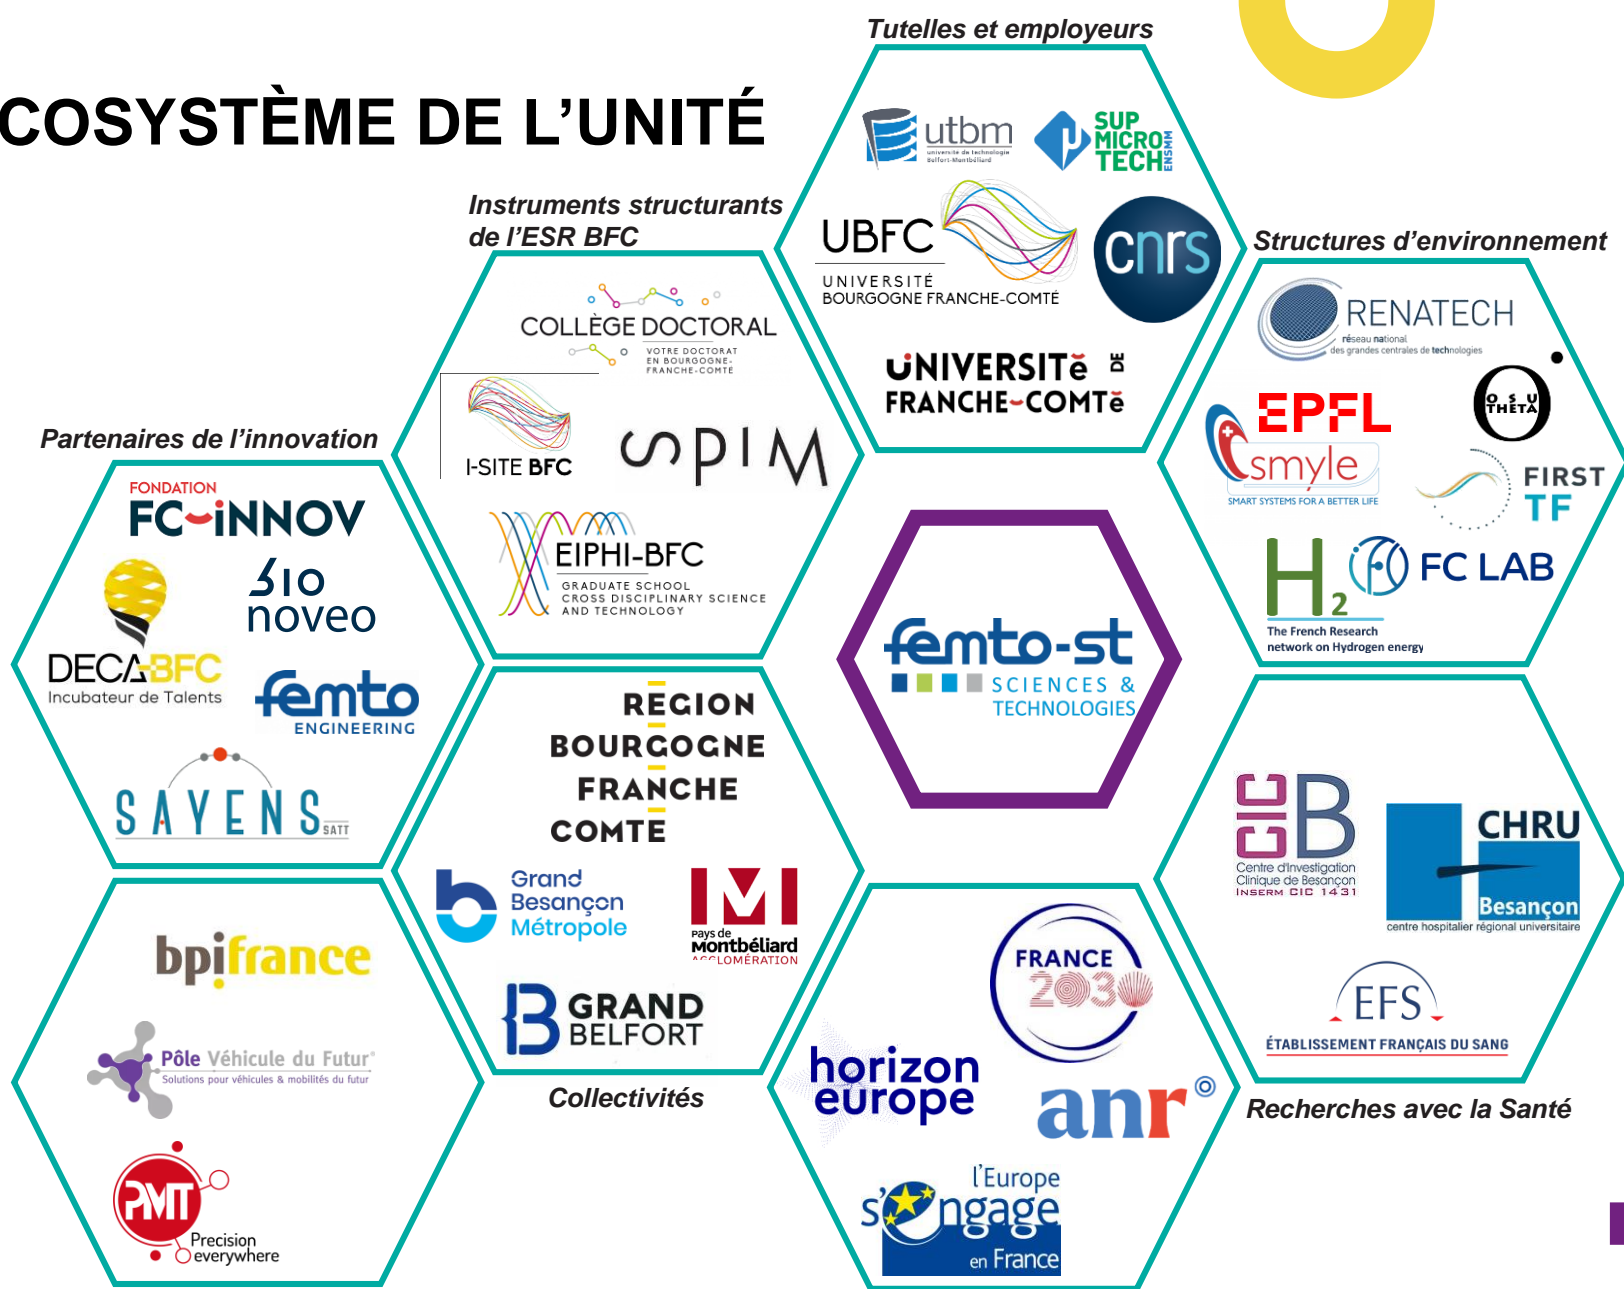 COSYSTÈME DE L'UNITÉ
Tutelles et employeurs
utbm
université de technologie
Belfort-Montbéliard
SUP
MICRO
TECH
ENSMM
UBFC
UNIVERSITÉ
BOURGOGNE FRANCHE-COMTÉ
cnrs
UNIVERSITÉ DE
FRANCHE-COMTÉ
Instruments structurants
de l'ESR BFC
COLLÈGE DOCTORAL
VOTRE DOCTORAT
EN BOURGOGNE-
FRANCHE-COMTÉ
I-SITE BFC
SPIM
EIPHI-BFC
GRADUATE SCHOOL
CROSS DISCIPLINARY SCIENCE
AND TECHNOLOGY
Structures d'environnement
RENATECH
réseau national
des grandes centrales de technologies
EPFL
smyle
SMART SYSTEMS FOR A BETTER LIFE
OSU
THETA
FIRST
TF
H2
The French Research
network on Hydrogen energy
FC LAB
Partenaires de l'innovation
FONDATION
FC-INNOV
DECA-BFC
Incubateur de Talents
bio
noveo
femto
ENGINEERING
SAYENS
SATT
femto-st
SCIENCES &
TECHNOLOGIES
RÉGION
BOURGOGNE
FRANCHE
COMTE
Grand
Besançon
Métropole
pays de
Montbéliard
AGGLOMÉRATION
GRAND
BELFORT
Collectivités
CIC
B
Centre d'Investigation
Clinique de Besançon
INSERM CIC 1431
CHRU
Besançon
centre hospitalier régional universitaire
EFS
ÉTABLISSEMENT FRANÇAIS DU SANG
Recherches avec la Santé
bpifrance
Pôle Véhicule du Futur
Solutions pour véhicules & mobilités du futur
PMT
Precision
everywhere
FRANCE
2030
horizon
europe
anr
l'Europe
s'engage
en France